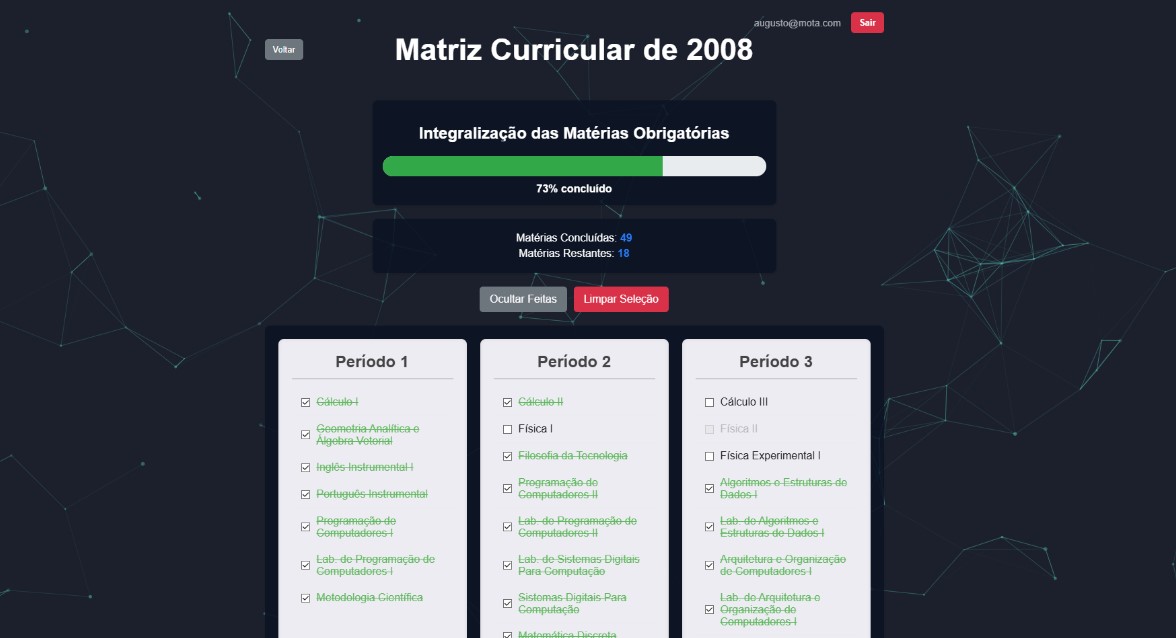 augusto@mota.com
Sair
Voltar
Matriz Curricular de 2008
Integralização das Matérias Obrigatórias
73% concluído
Matérias Concluídas: 49
Matérias Restantes: 18
Ocultar Feitas
Limpar Seleção
Período 1
Cálculo I
Geometria Analítica e
Álgebra Vetorial
Inglês Instrumental I
Português Instrumental
Programação de
Computadores I
Lab. de Programação de
Computadores I
Metodologia Científica
Período 2
Cálculo II
Física I
Filosofia da Tecnologia
Programação de
Computadores II
Lab. de Programação de
Computadores II
Lab. de Sistemas Digitais
Para Computação
Sistemas Digitais Para
Computação
Matemática Discreta
Período 3
Cálculo III
Física II
Física Experimental I
Algoritmos e Estruturas de
Dados I
Lab. de Algoritmos e
Estruturas de Dados I
Arquitetura e Organização
de Computadores I
Lab. de Arquitetura e
Organização de
Computadores I